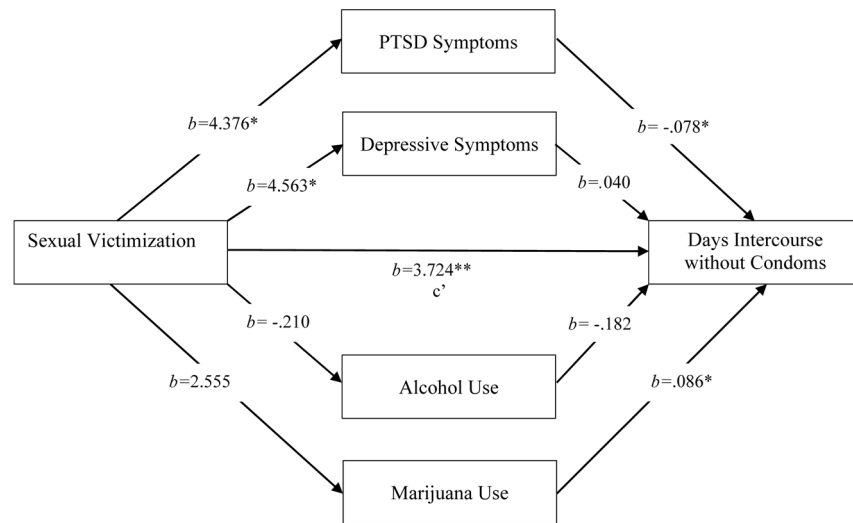 PTSD Symptoms
b=4.376*
b= -.078*
Depressive Symptoms
b=4.563*
b=.040
Sexual Victimization
Days Intercourse
without Condoms
b=3.724**
c’
b= -.210
b= -.182
b=2.555
Alcohol Use
b=.086*
Marijuana Use